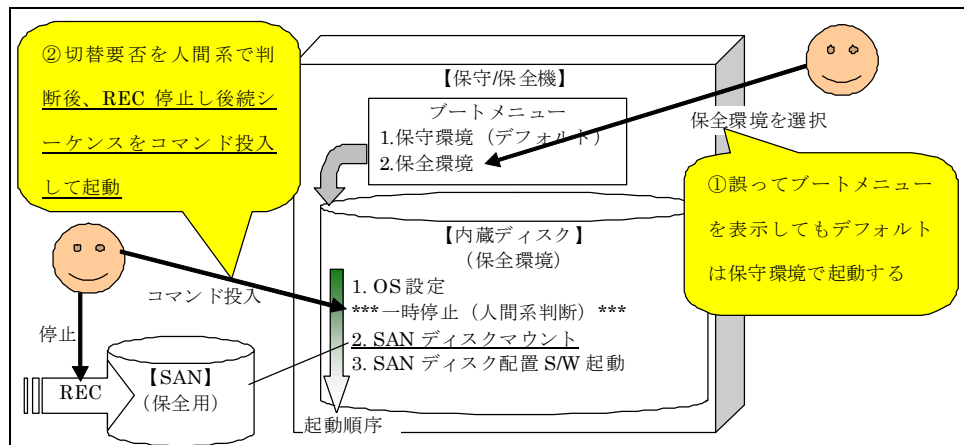 ②切替要否を人間系で判
断後、REC 停止し後続シ
ーケンスをコマンド投入
して起動
【保守/保全機】
ブートメニュー
1.保守環境（デフォルト）
2.保全環境
保全環境を選択
①誤ってブートメニュー
を表示してもデフォルト
は保守環境で起動する
【内蔵ディスク】
（保全環境）
1. OS 設定
***一時停止（人間系判断）***
2. SAN ディスクマウント
3. SAN ディスク配置 S/W 起動
起動順序
コマンド投入
停止
REC
【SAN】
（保全用）